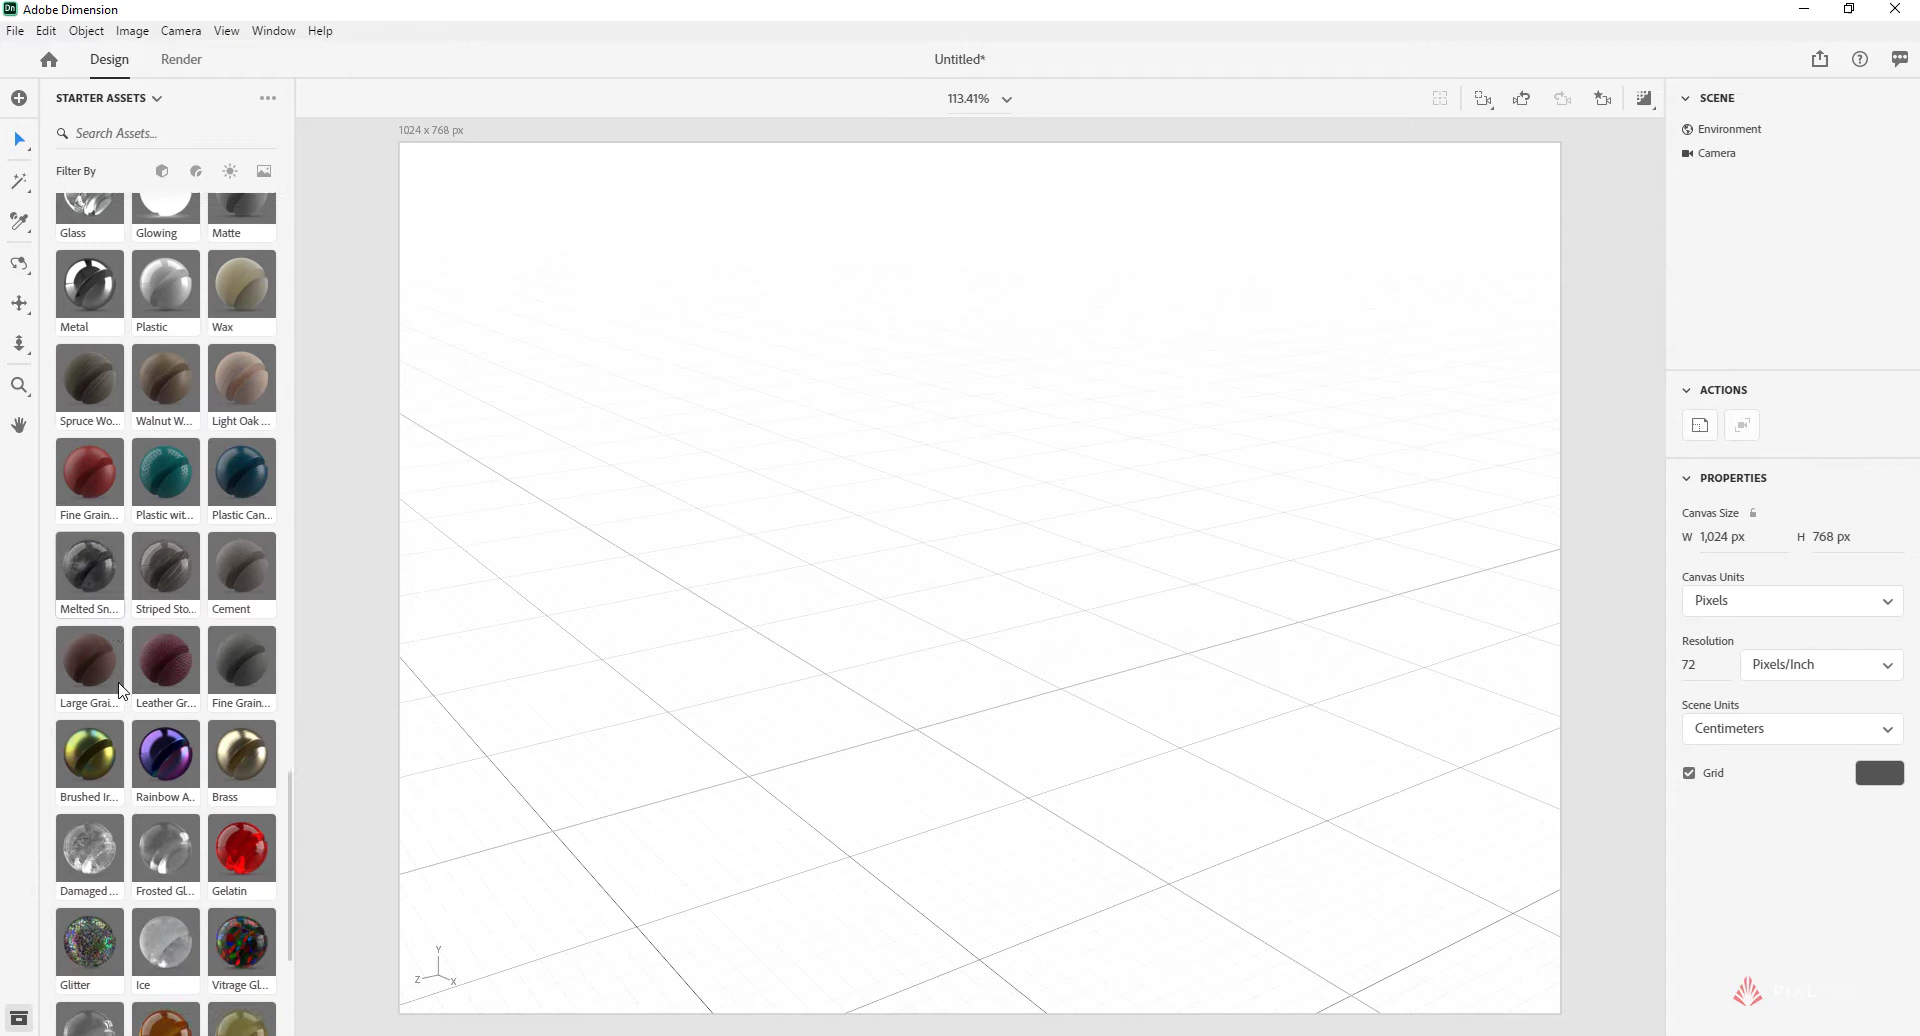 Dn Adobe Dimension
File Edit Object Image Camera View Window Help
Design Render Untitled*
STARTER ASSETS
113.41%
SCENE
Search Assets...
1024 x 768 px
Environment
Camera
Filter By
Glass Glowing Matte
Metal Plastic Wax
Spruce Wo... Walnut W... Light Oak ...
ACTIONS
PROPERTIES
Fine Grain... Plastic wit... Plastic Can...
Canvas Size
W 1,024 px H 768 px
Canvas Units
Pixels
Melted Sn... Striped Sto... Cement
Resolution
72 Pixels/Inch
Large Grai... Leather Gr... Fine Grain...
Scene Units
Centimeters
Grid
Brushed Ir... Rainbow A... Brass
Damaged ... Frosted Gl... Gelatin
Glitter Ice Vitrage Gl...
Y
Z X